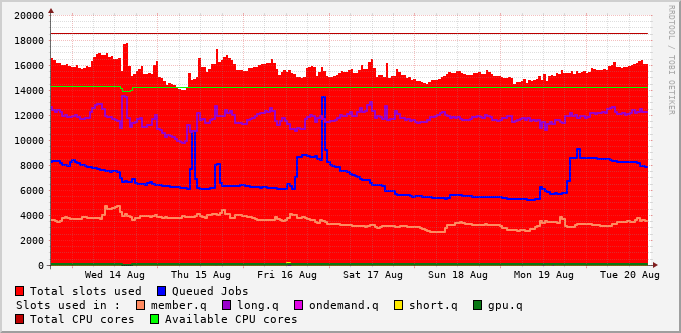 RRDTOOL / TOBI OETIKER
20000
18000
16000
14000
12000
10000
8000
6000
4000
2000
0
Wed 14 Aug Thu 15 Aug Fri 16 Aug Sat 17 Aug Sun 18 Aug Mon 19 Aug Tue 20 Aug
Total slots used Queued Jobs
Slots used in : member.q long.q ondemand.q short.q gpu.q
Total CPU cores Available CPU cores